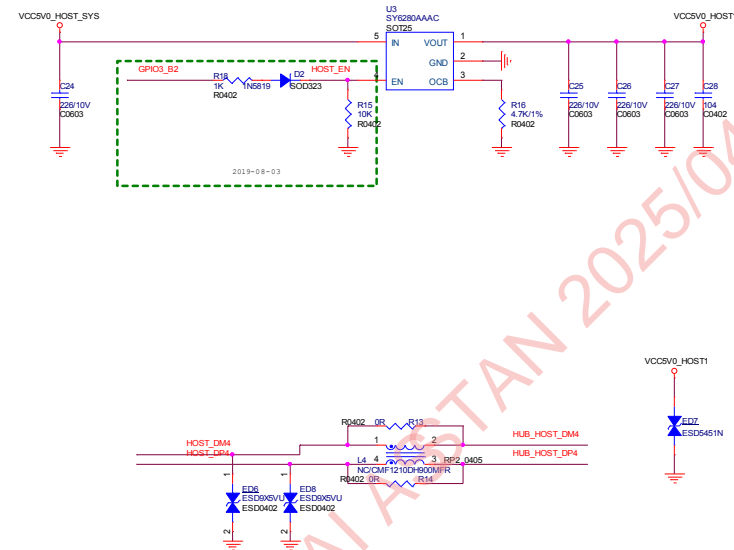 U3
SY6280AAAC
SOT25
VCC5V0_HOST_SYS
VCC5V0_HOST
5 IN VOUT 1
GND 2
EN OCB 3
GPIO3_B2
R18
1K
R0402
1N5819
D2
SOD323
HOST_EN
R15
10K
R0402
R16
4.7K/1%
R0402
C24
226/10V
C0603
C25
226/10V
C0603
C26
226/10V
C0603
C27
226/10V
C0603
C28
104
C0402
2019-08-03
VCC5V0_HOST1
ED7
ESD5451N
R0402 0R R13
1 2
HOST_DM4
HOST_DP4
HUB_HOST_DM4
HUB_HOST_DP4
L4 4 3 RP2_0405
NC/CMF1210DH900MFR
R0402 0R R14
1
ED6
ESD9X5VU
ESD0402
2
1
ED8
ESD9X5VU
ESD0402
2
AI ASSTAN 2025/04